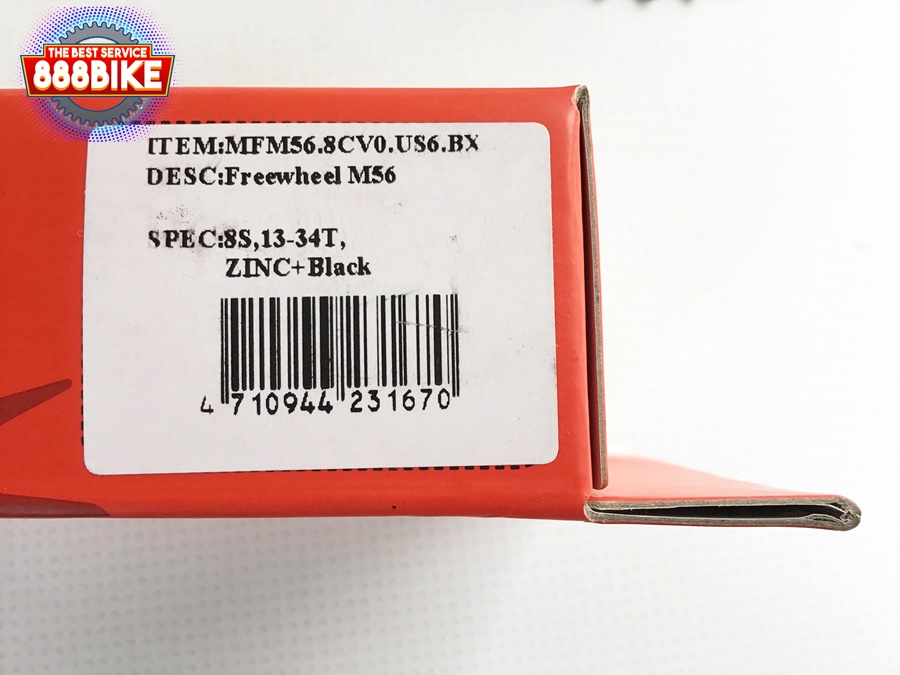 THE BEST SERVICE
888BIKE
ITEM:MFM56.8CV0.US6.BX
DESC:Freewheel M56
SPEC:8S,13-34T,
ZINC+Black
4 710944 231670